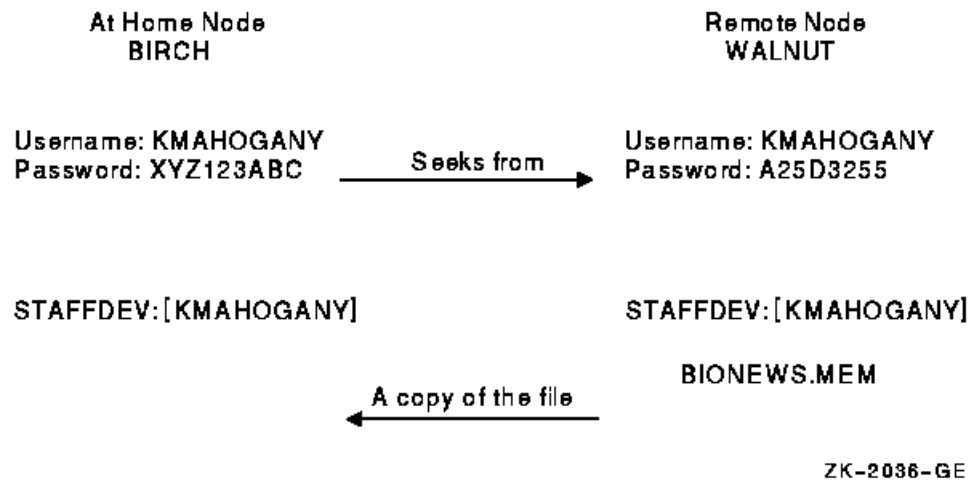 At Home Node
BIRCH
Remote Node
WALNUT
Username: KMAHOGANY
Password: XYZ123ABC
Seeks from
Username: KMAHOGANY
Password: A25D3255
STAFFDEV:[KMAHOGANY]
STAFFDEV:[KMAHOGANY]
BIONEWS.MEM
A copy of the file
ZK-2036-GE